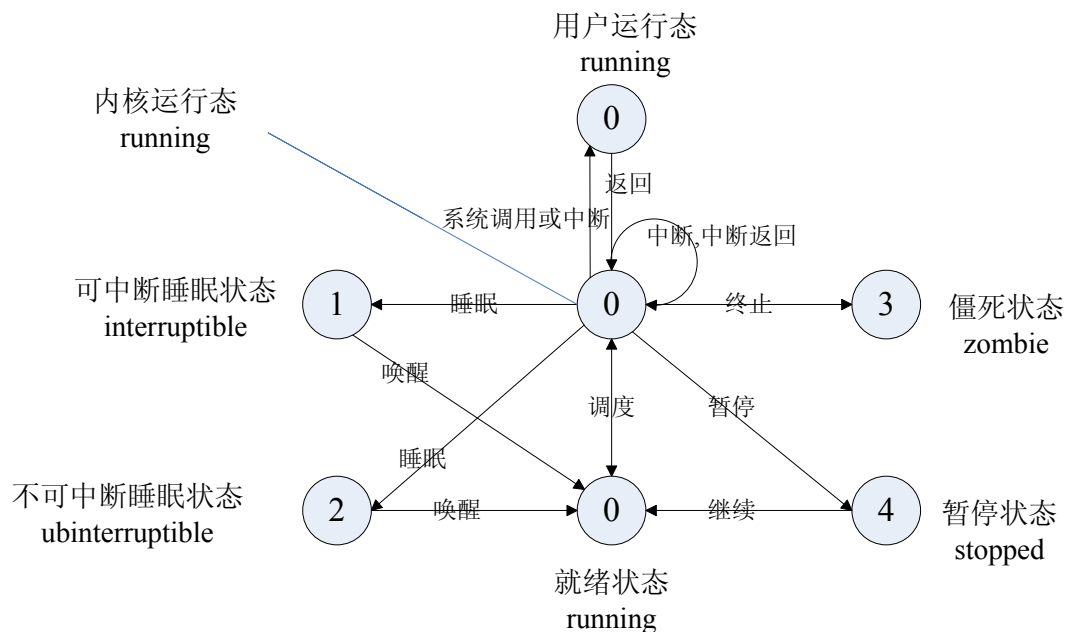 用户运行态
running
内核运行态
running
0
返回
系统调用或中断
中断,中断返回
可中断睡眠状态
interruptible
1
睡眠
0
终止
3
僵死状态
zombie
唤醒
调度
暂停
睡眠
不可中断睡眠状态
ubinterruptible
2
唤醒
0
继续
4
暂停状态
stopped
就绪状态
running